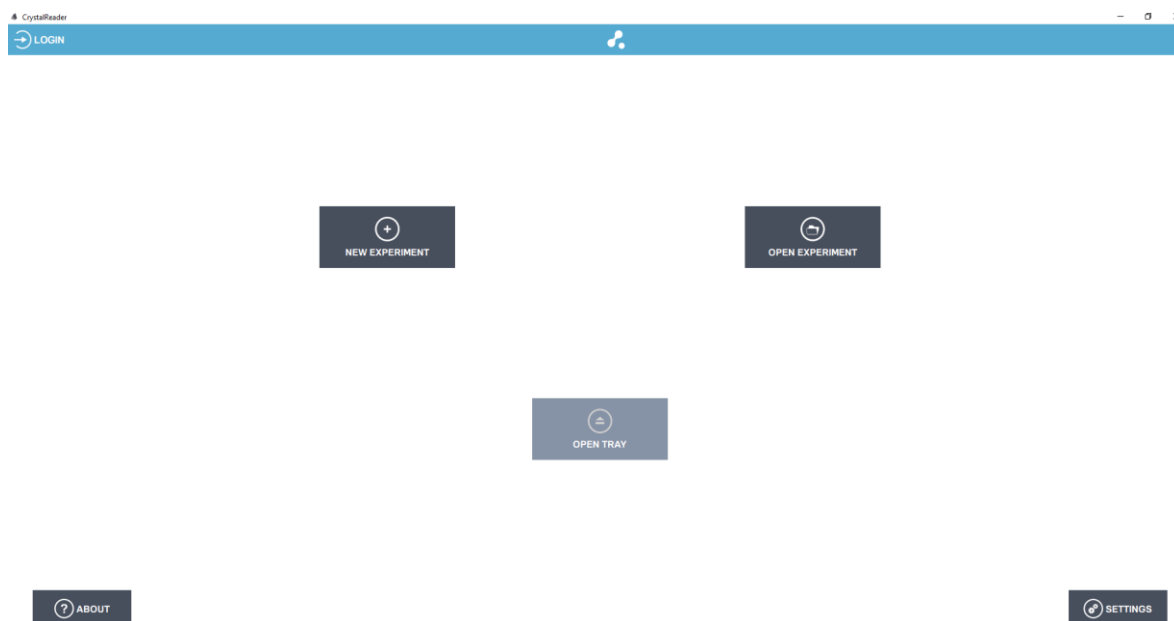 CrystalReader
LOGIN
NEW EXPERIMENT
OPEN EXPERIMENT
OPEN TRAY
ABOUT
SETTINGS